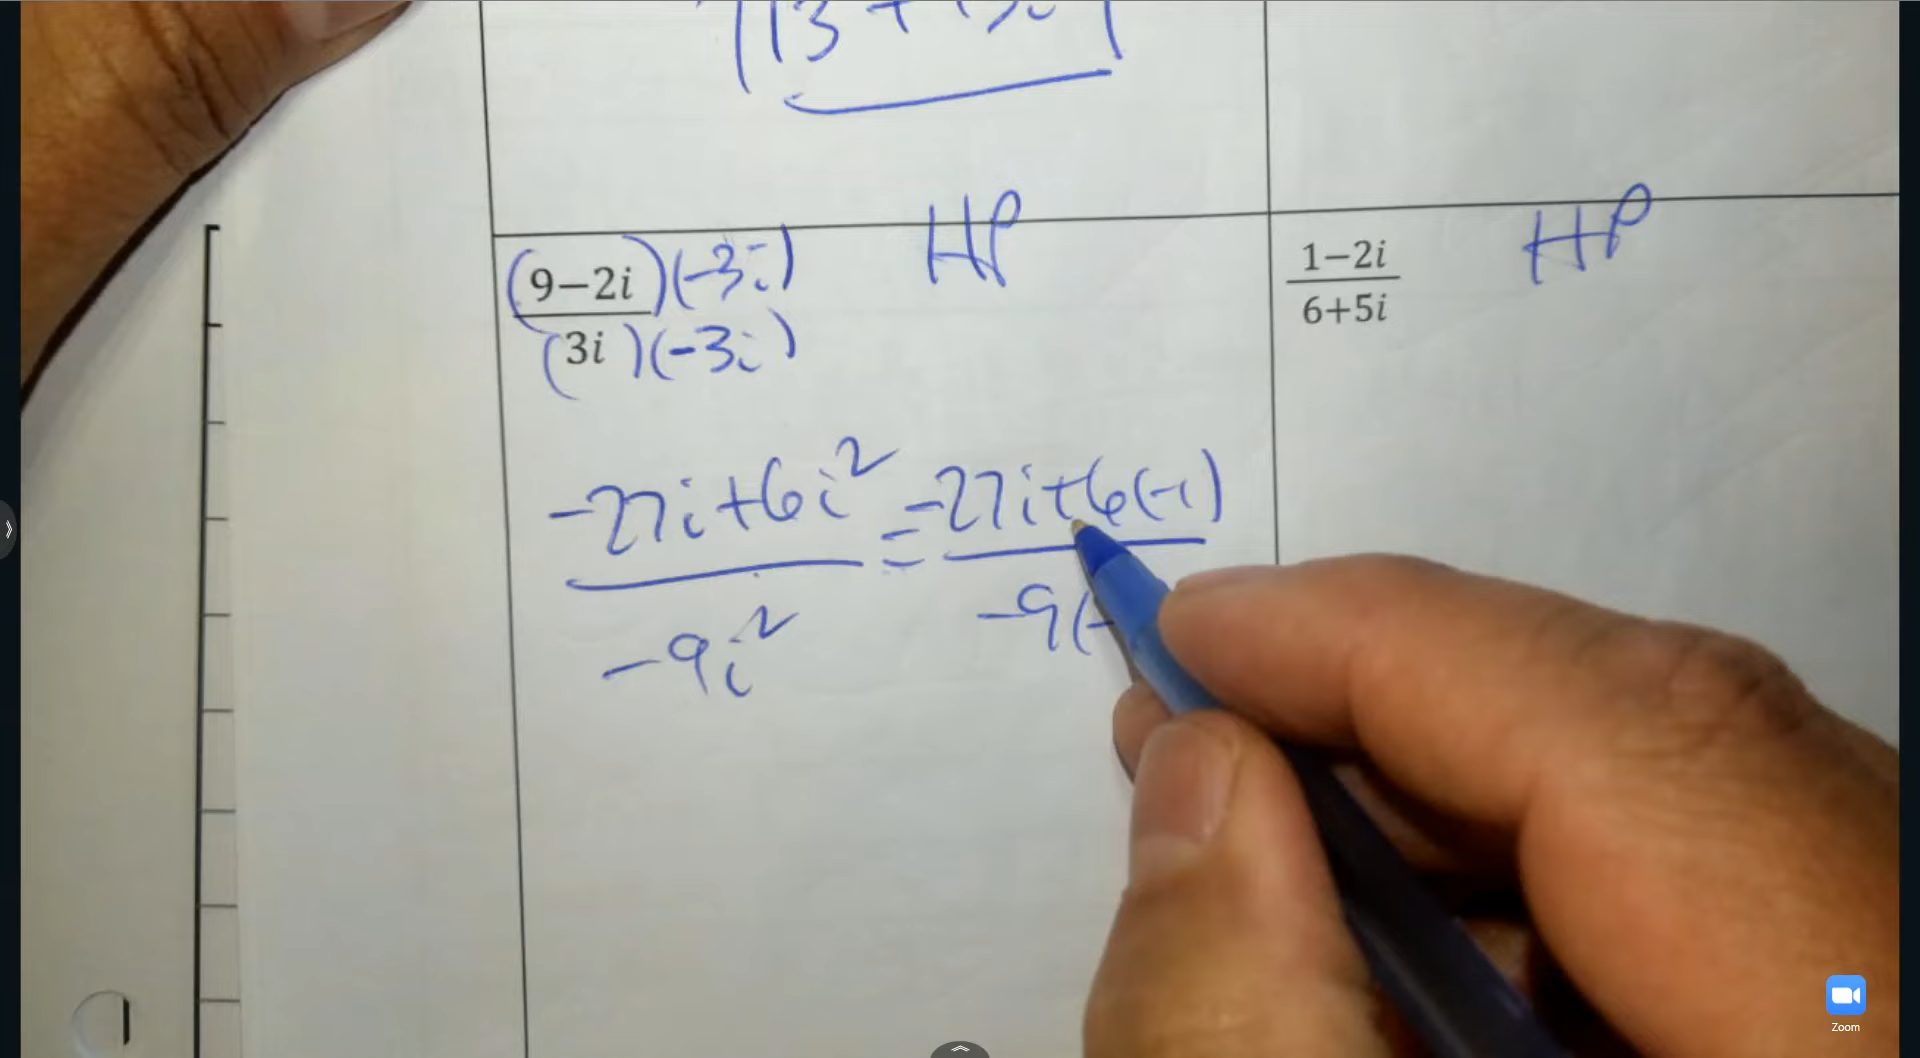 HP
HP
(9−2i)(-3i)
(3i)(-3i)
1−2i
6+5i
-27i+6i² = -27i+6(-1)
-9i²
-9(-
Zoom